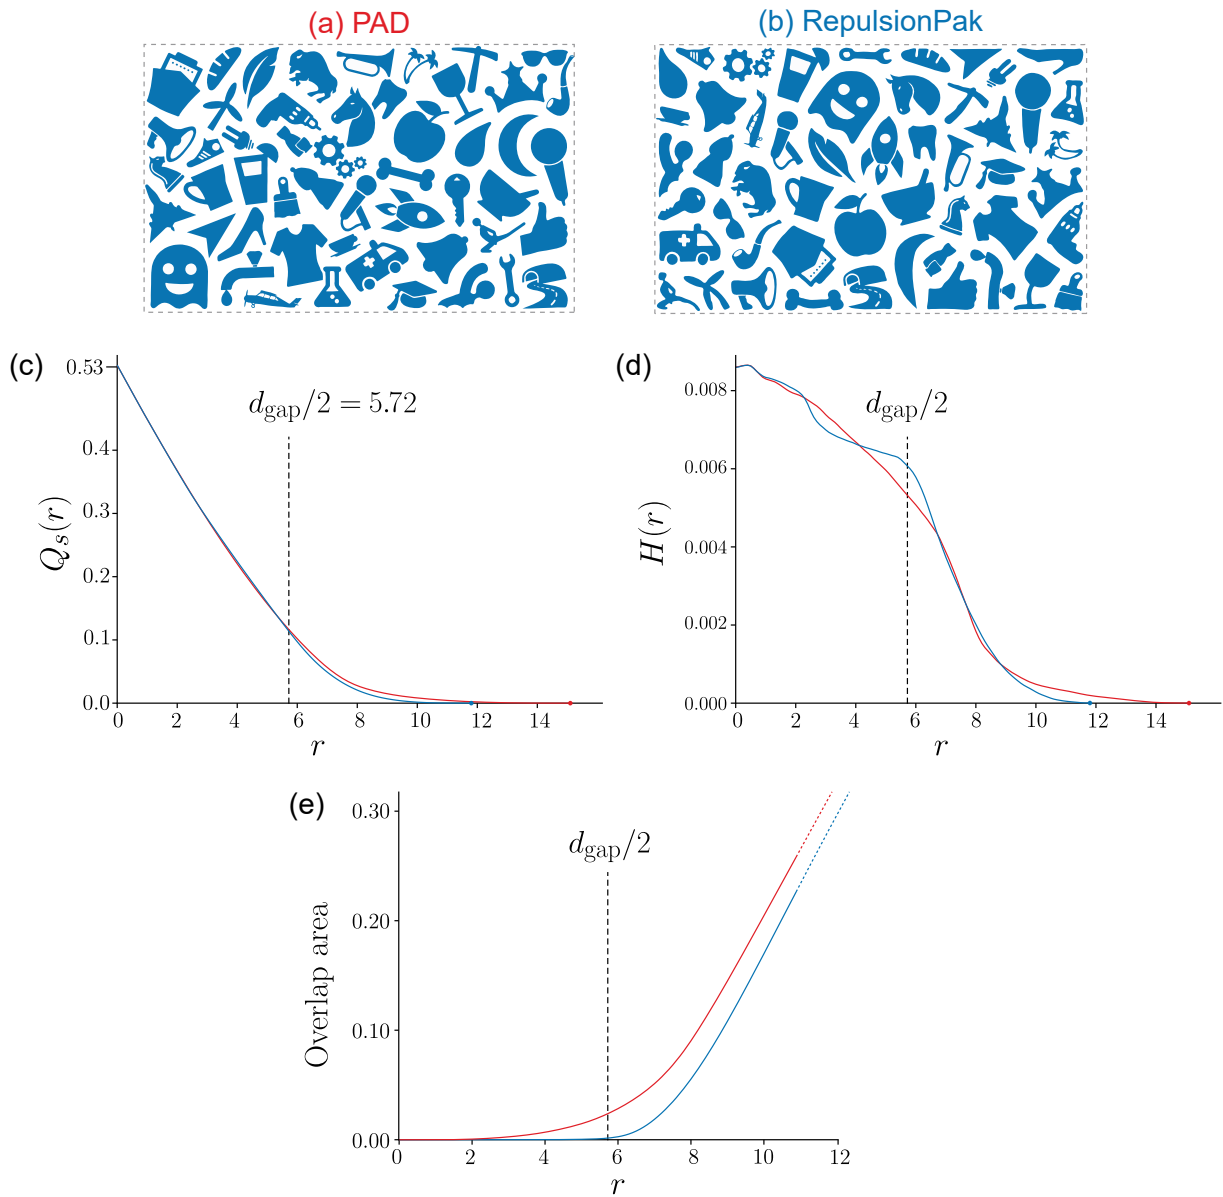 (a) PAD
(b) RepulsionPak
(c)
0.53
0.4
0.3
0.2
0.1
0.0
Q_s(r)
d_gap/2 = 5.72
0 2 4 6 8 10 12 14
r
(d)
0.008
0.006
0.004
0.002
0.000
H(r)
d_gap/2
0 2 4 6 8 10 12 14
r
(e)
0.30
0.20
0.10
0.00
Overlap area
d_gap/2
0 2 4 6 8 10 12
r